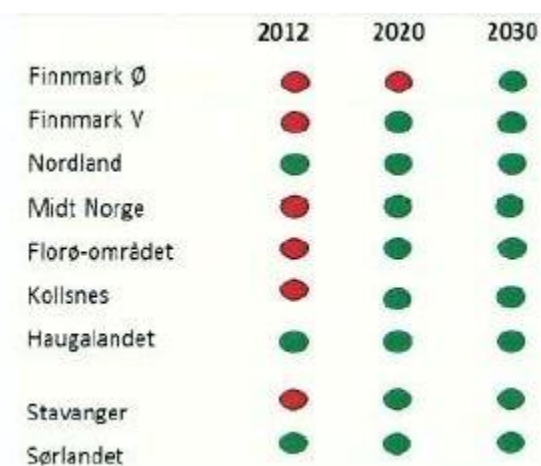 2012 2020 2030
Finnmark Ø
Finnmark V
Nordland
Midt Norge
Florø-området
Kollsnes
Haugalandet
Stavanger
Sørlandet